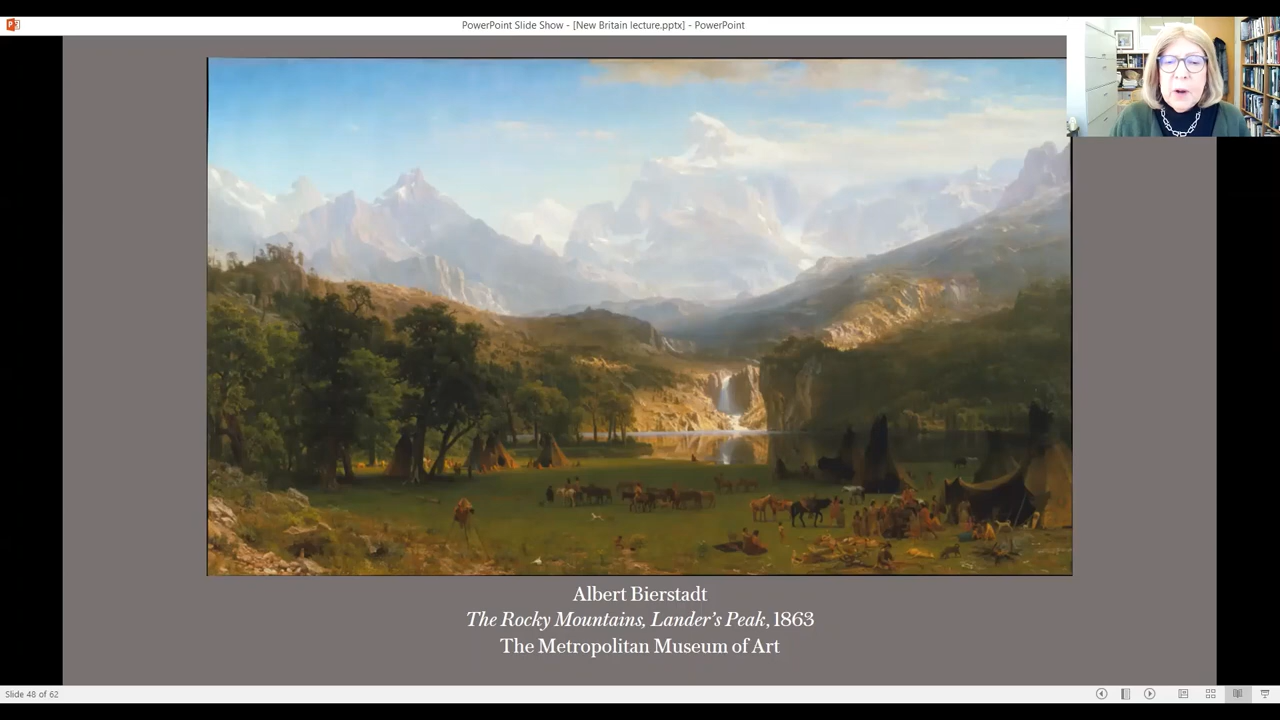 PowerPoint Slide Show - [New Britain lecture.pptx] - PowerPoint
Albert Bierstadt
The Rocky Mountains, Lander's Peak, 1863
The Metropolitan Museum of Art
Slide 48 of 62